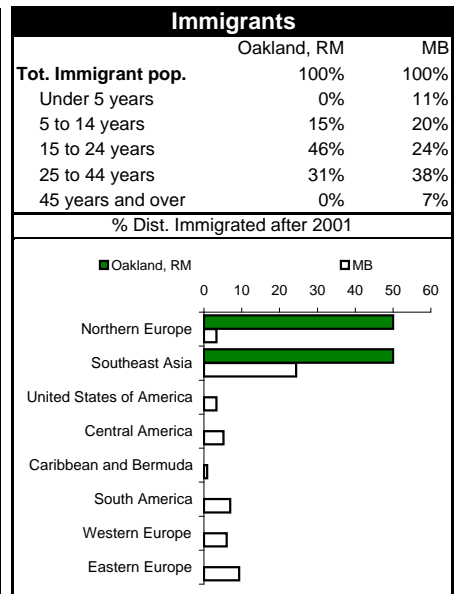 Immigrants
Oakland, RM MB
Tot. Immigrant pop. 100% 100%
Under 5 years 0% 11%
5 to 14 years 15% 20%
15 to 24 years 46% 24%
25 to 44 years 31% 38%
45 years and over 0% 7%
% Dist. Immigrated after 2001
Oakland, RM MB
0 10 20 30 40 50 60
Northern Europe
Southeast Asia
United States of America
Central America
Caribbean and Bermuda
South America
Western Europe
Eastern Europe